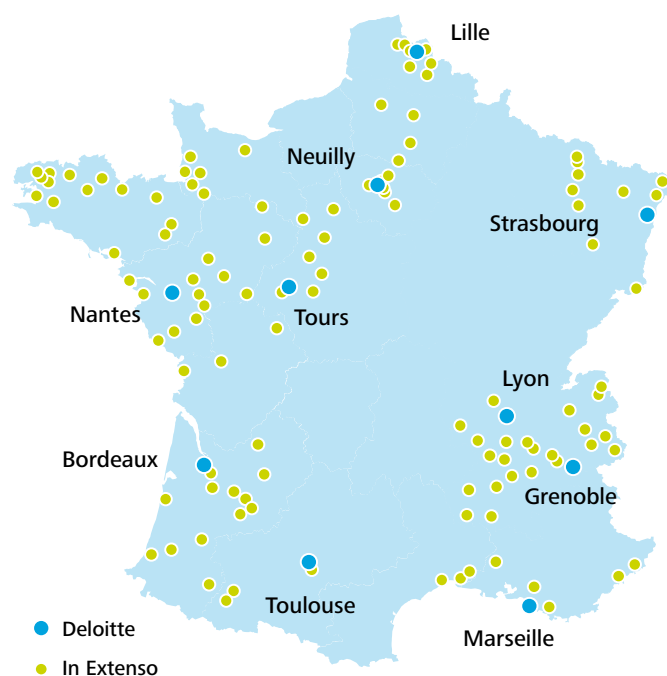 Lille
Neuilly
Strasbourg
Nantes
Tours
Lyon
Bordeaux
Grenoble
Toulouse
Marseille
Deloitte
In Extenso